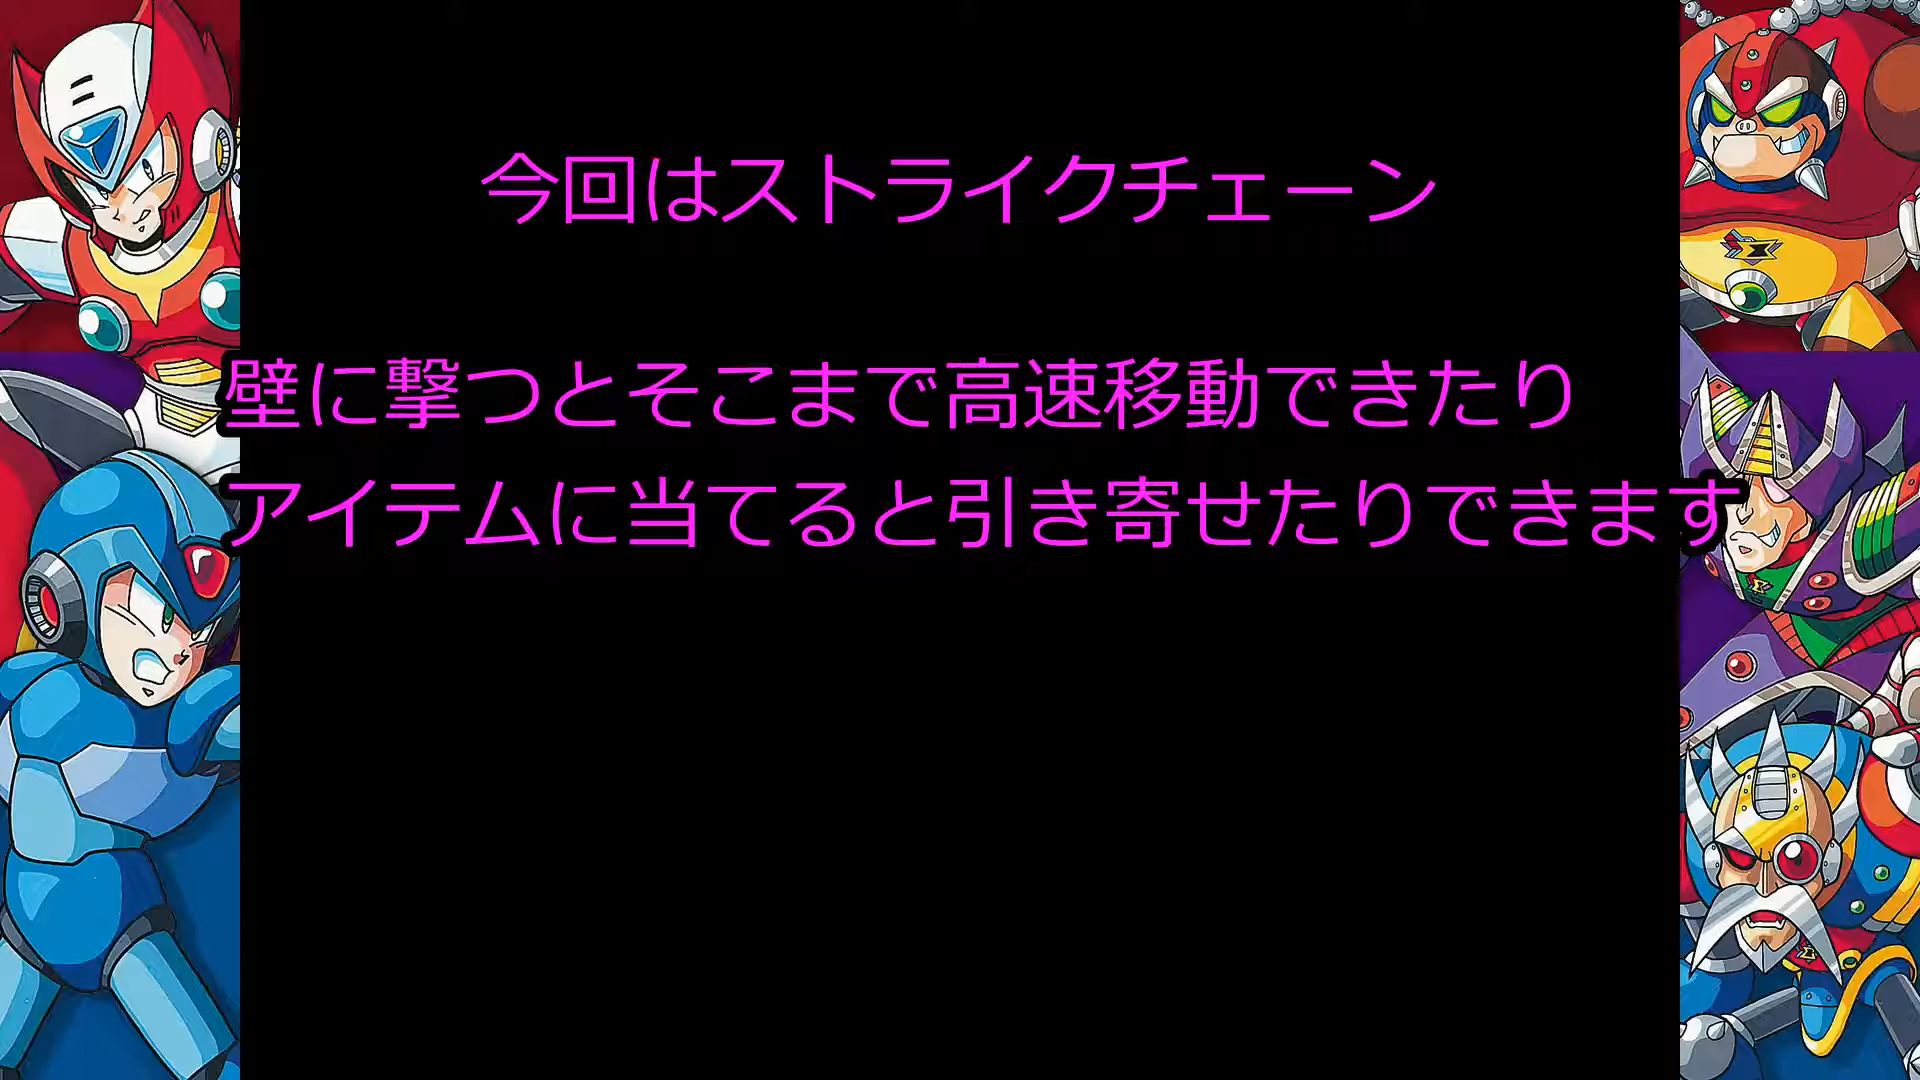 今回はストライクチェーン
壁に撃つとそこまで高速移動できたり
アイテムに当てると引き寄せたりできます